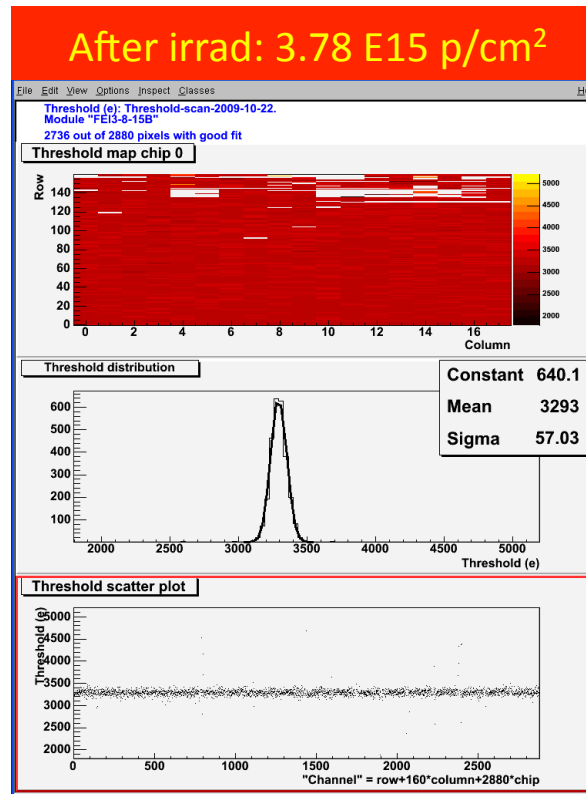 After irrad: 3.78 E15 p/cm²
File Edit View Options Inspect Classes He
Threshold (e): Threshold-scan-2009-10-22.
Module "FEI3-8-15B"
2736 out of 2880 pixels with good fit
Threshold map chip 0
Row
140
120
100
80
60
40
20
0
0 2 4 6 8 10 12 14 16
Column
5000
4500
4000
3500
3000
2500
2000
Threshold distribution
Constant 640.1
Mean 3293
Sigma 57.03
600
500
400
300
200
100
2000 2500 3000 3500 4000 4500 5000
Threshold (e)
Threshold scatter plot
Threshold (e)
5000
4500
4000
3500
3000
2500
2000
0 500 1000 1500 2000 2500
"Channel" = row+160*column+2880*chip